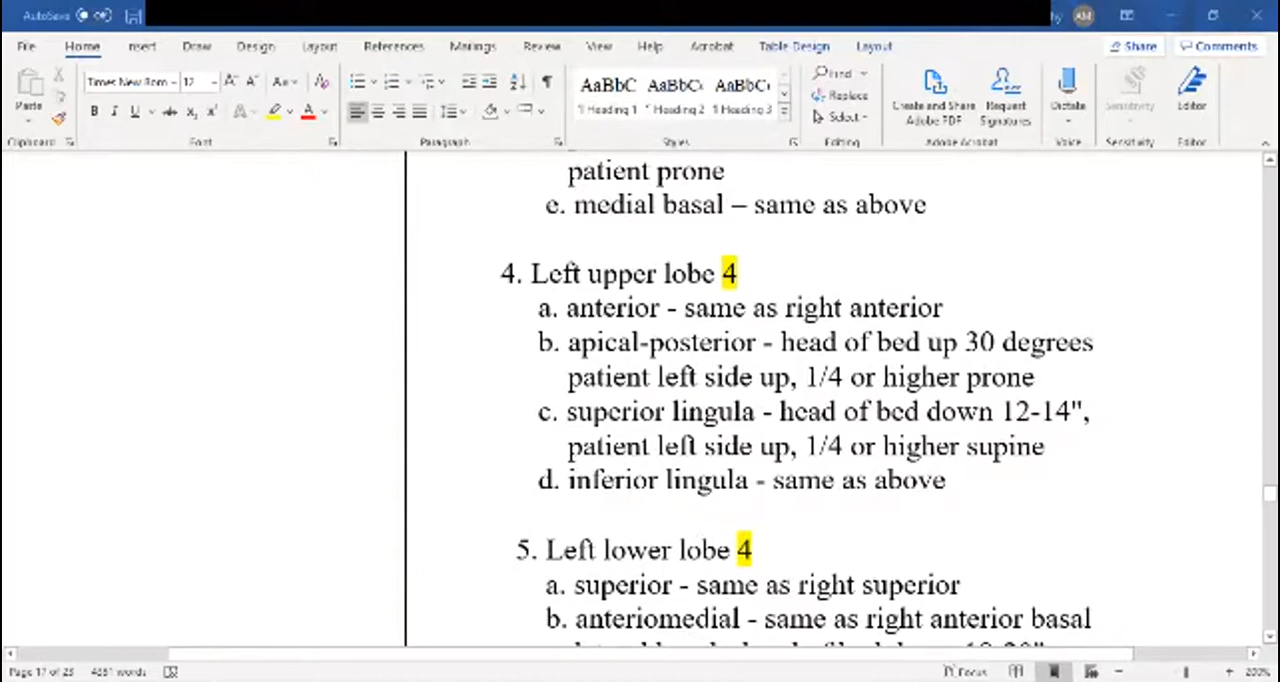 AutoSave
AM
File Home nsert Draw Design Layout References Mailings Review View Help Acrobat Table Design Layout Share Comments
Paste
Times New Rom 12
B I U
AaBbC AaBbC AaBbC
Heading 1 Heading 2 Heading 3
Find
Replace
Select
Create and Share
Adobe PDF
Request
Signatures
Dictate
Sensitivity
Editor
Clipboard Font Paragraph Styles Editing Adobe Acrobat Voice Sensitivity Editor
patient prone
e. medial basal – same as above
4. Left upper lobe 4
a. anterior - same as right anterior
b. apical-posterior - head of bed up 30 degrees
patient left side up, 1/4 or higher prone
c. superior lingula - head of bed down 12-14",
patient left side up, 1/4 or higher supine
d. inferior lingula - same as above
5. Left lower lobe 4
a. superior - same as right superior
b. anteriomedial - same as right anterior basal
Page 17 of 23 words Focus 200%